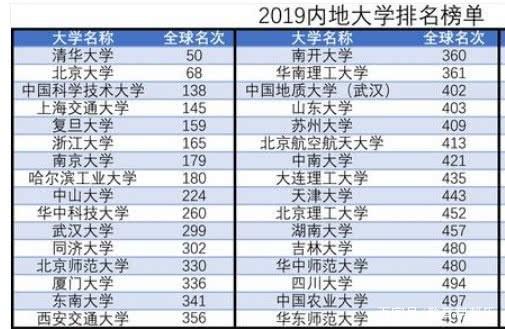 2019内地大学排名榜单
大学名称 全球名次 大学名称 全球名次
清华大学 50 南开大学 360
北京大学 68 华南理工大学 361
中国科学技术大学 138 中国地质大学（武汉） 402
上海交通大学 145 山东大学 403
复旦大学 159 苏州大学 409
浙江大学 165 北京航空航天大学 413
南京大学 179 中南大学 421
哈尔滨工业大学 180 大连理工大学 435
中山大学 224 天津大学 443
华中科技大学 260 北京理工大学 452
武汉大学 299 湖南大学 457
同济大学 302 吉林大学 480
北京师范大学 330 华中师范大学 480
厦门大学 336 四川大学 494
东南大学 341 中国农业大学 497
西安交通大学 356 华东师范大学 497